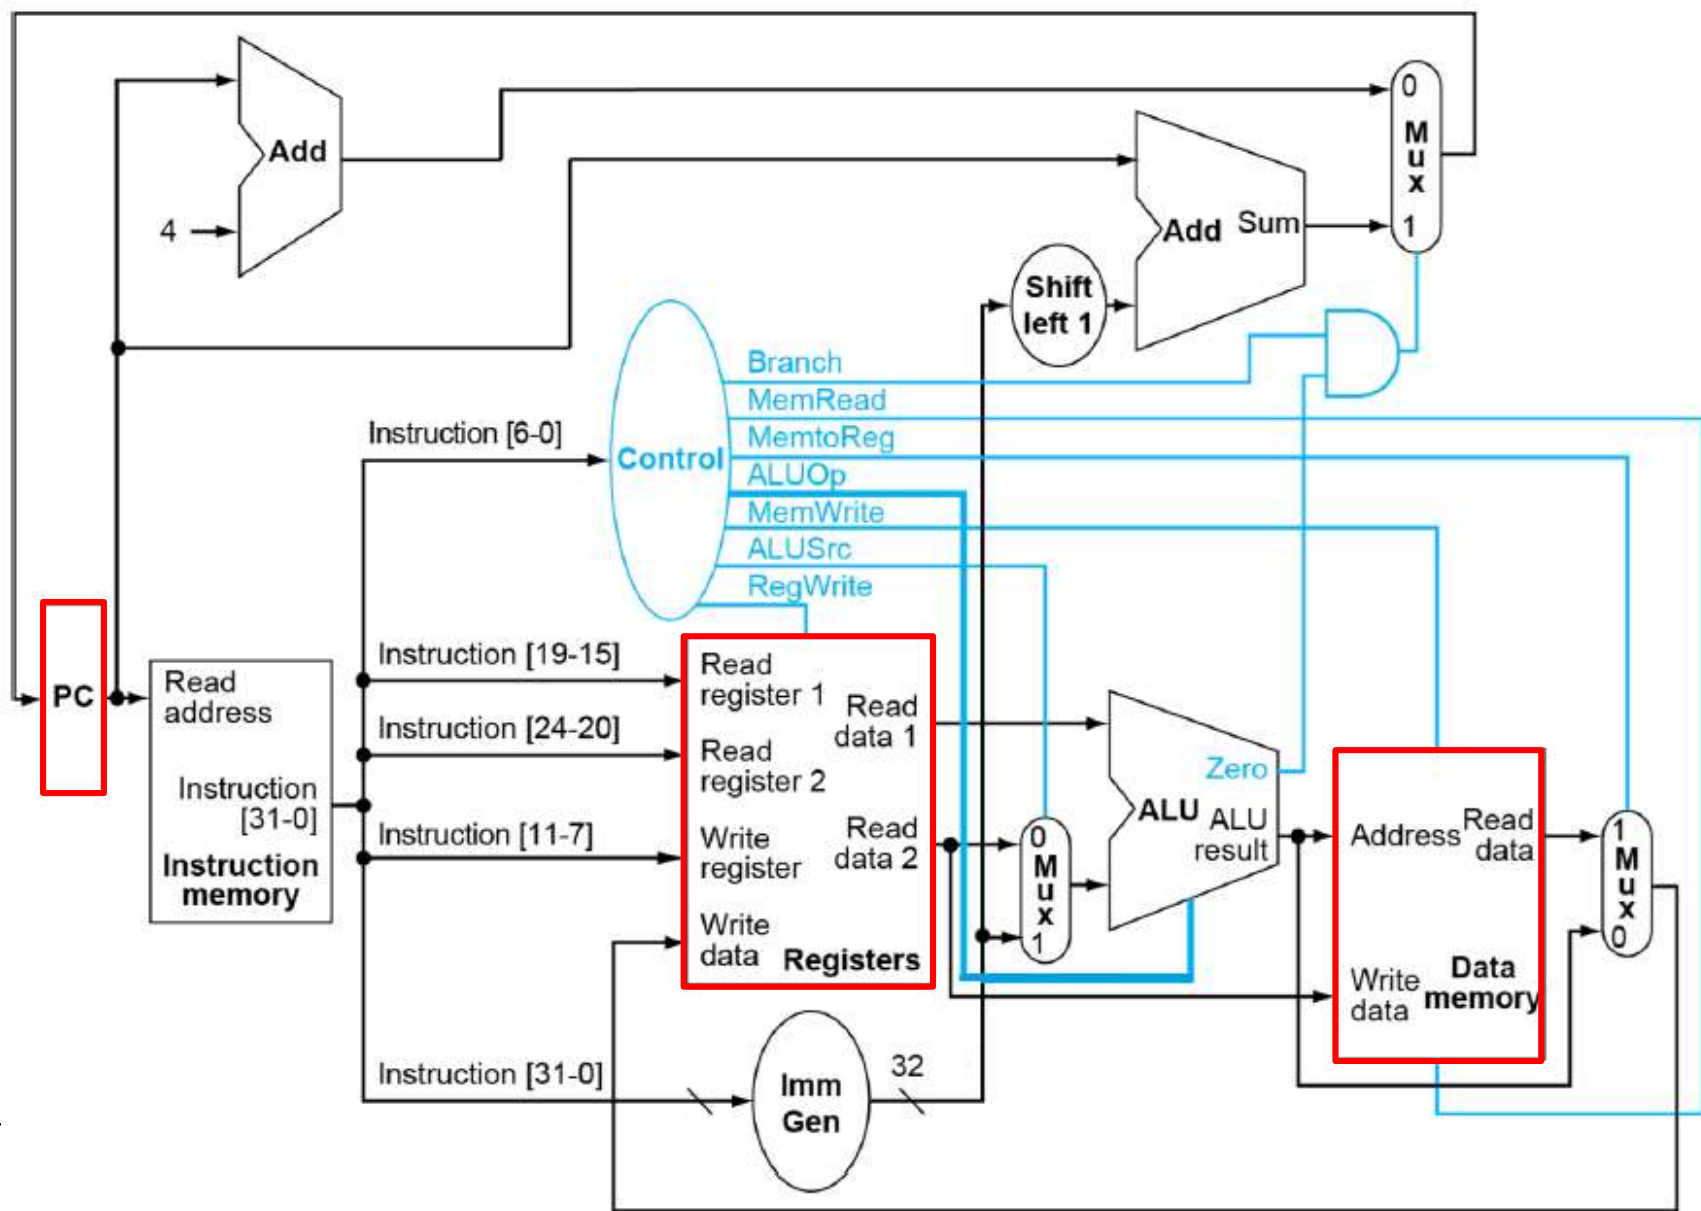 Add
4
0
M
u
x
1
Add Sum
Shift
left 1
Branch
MemRead
MemtoReg
ALUOp
MemWrite
ALUSrc
RegWrite
Control
Instruction [6-0]
PC
Read
address
Instruction
[31-0]
Instruction
memory
Instruction [19-15]
Instruction [24-20]
Instruction [11-7]
Instruction [31-0]
Read
register 1
Read
register 2
Write
register
Write
data
Read
data 1
Read
data 2
Registers
Imm
Gen
32
0
M
u
x
1
Zero
ALU
ALU
result
Address
Read
data
Write
data
Data
memory
1
M
u
x
0